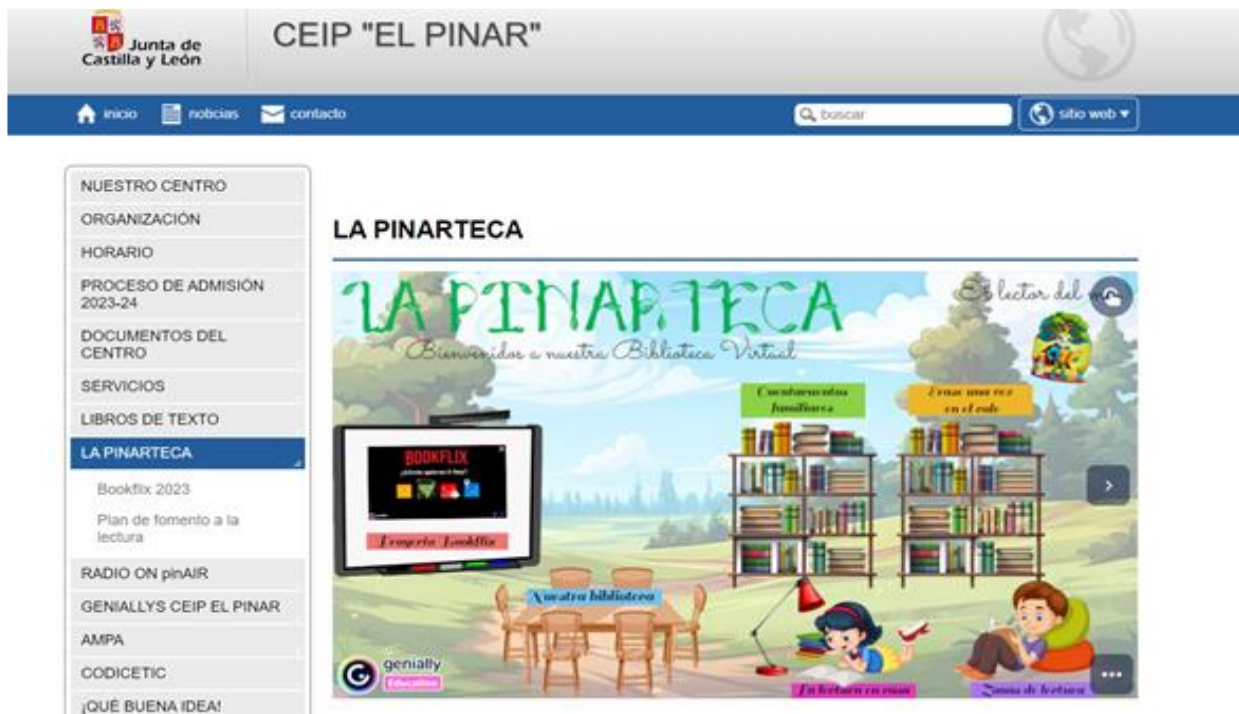 Junta de
Castilla y León
CEIP "EL PINAR"
inicio
noticias
contacto
buscar
sitio web
NUESTRO CENTRO
ORGANIZACIÓN
HORARIO
PROCESO DE ADMISIÓN
2023-24
DOCUMENTOS DEL
CENTRO
SERVICIOS
LIBROS DE TEXTO
LA PINARTECA
Bookflix 2023
Plan de fomento a la
lectura
RADIO ON pinAIR
GENIALLYS CEIP EL PINAR
AMPA
CODICETIC
¡QUÉ BUENA IDEA!
LA PINARTECA
LA PINARTECA
Bienvenidos a nuestra Biblioteca Virtual
lector del
Cuentacuentos
familiares
Erase una vez
en el cole
BOOKFLIX
Proyecto Bookflix
Nuestra biblioteca
La lectura en casa
Zona de lectura
genially
Education